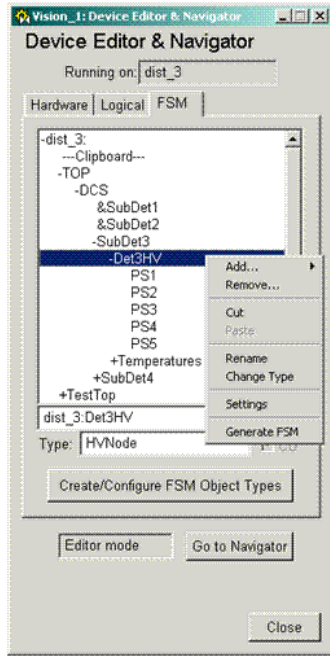 Vision_1: Device Editor & Navigator
Device Editor & Navigator
Running on: dist_3
Hardware Logical FSM
-dist_3:
---Clipboard---
-TOP
-DCS
&SubDet1
&SubDet2
-SubDet3
-Det3HV
PS1
PS2
PS3
PS4
PS5
+Temperatures
+SubDet4
+TestTop
Add...
Remove...
Cut
Paste
Rename
Change Type
Settings
Generate FSM
dist_3:Det3HV
Type: HVNode
Create/Configure FSM Object Types
Editor mode Go to Navigator
Close